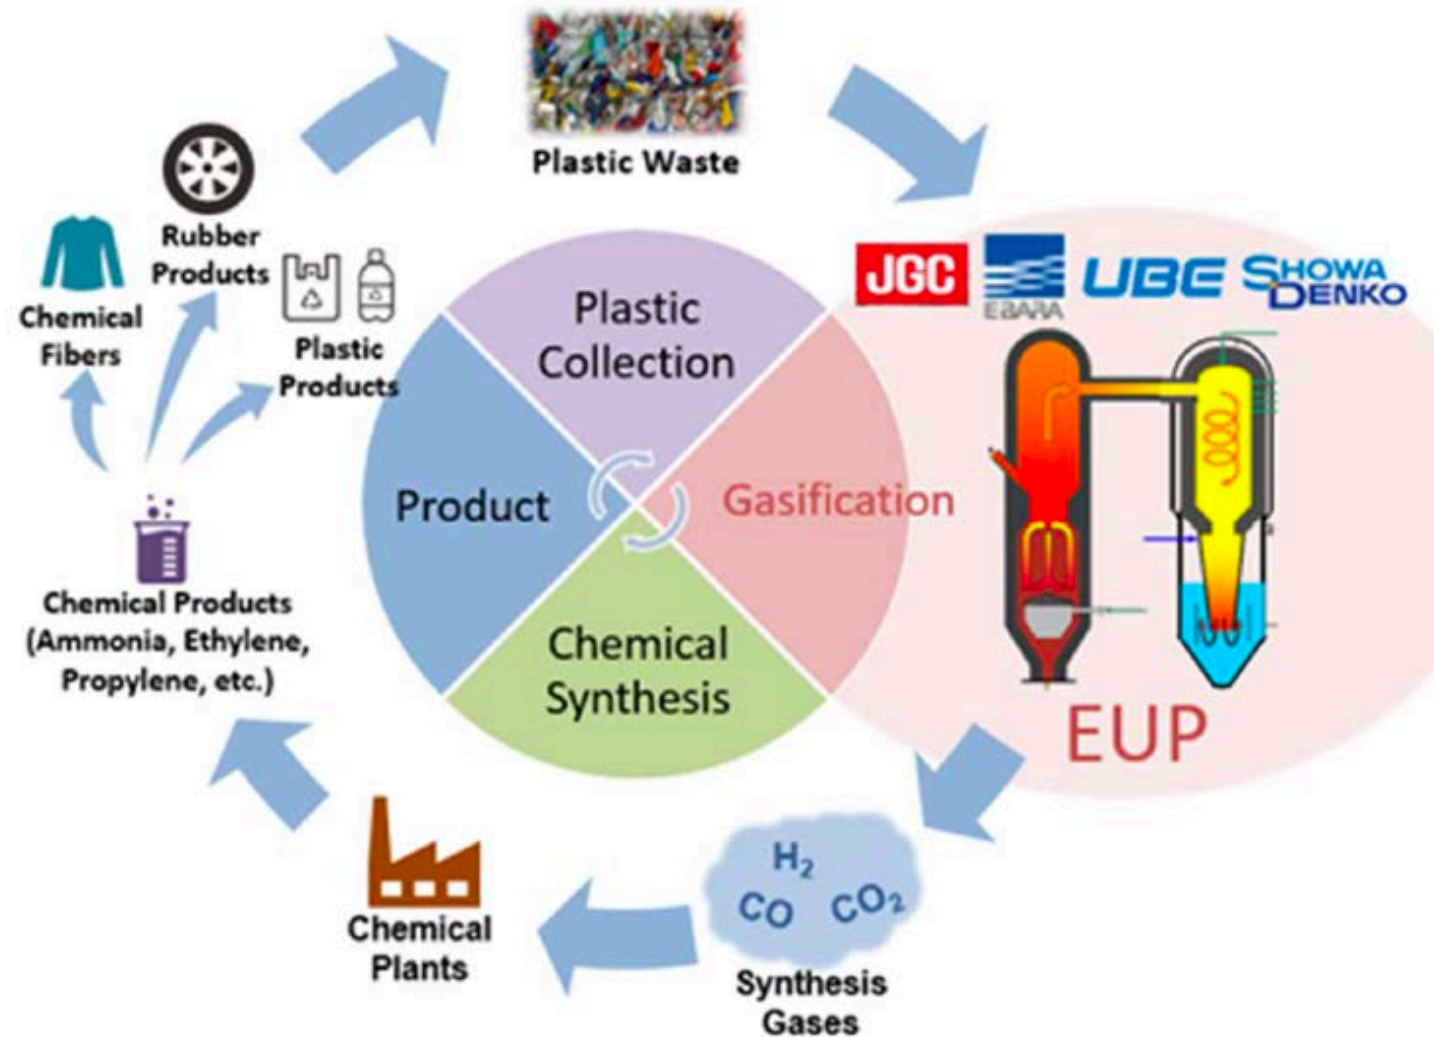 Plastic Waste
Rubber
Products
Chemical
Fibers
Plastic
Products
JGC
EBARA
UBE
SHOWA
DENKO
Plastic
Collection
Product
Gasification
Chemical
Synthesis
EUP
Chemical Products
(Ammonia, Ethylene,
Propylene, etc.)
H₂
CO CO₂
Chemical
Plants
Synthesis
Gases